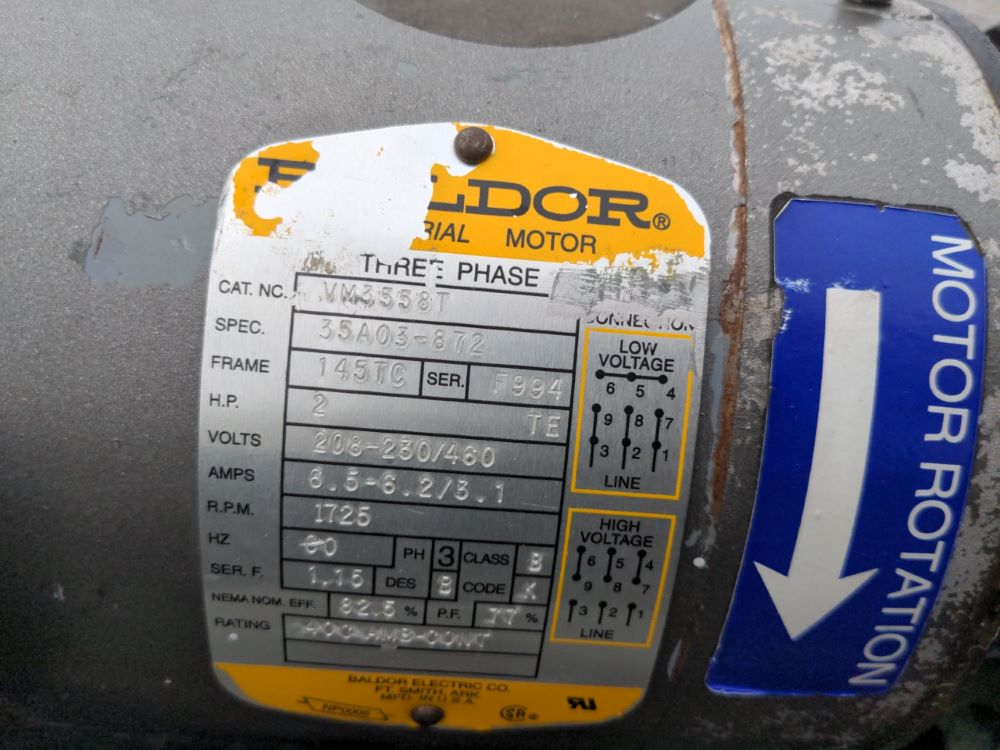 LDOR®
RIAL MOTOR
THREE PHASE
CAT. NO. VM3558T
SPEC. 35A03-872
FRAME 145TC SER. F994
H.P. 2 TE
VOLTS 208-230/460
AMPS 6.5-6.2/3.1
R.P.M. 1725
HZ 60 PH 3 CLASS B
SER. F. 1.15 DES B CODE K
NEMA NOM. EFF. 82.5 % P.F. 77 %
RATING 40C AMB-CONT
CONNECTION
LOW
VOLTAGE
6 5 4
9 8 7
3 2 1
LINE
HIGH
VOLTAGE
6 5 4
9 8 7
3 2 1
LINE
BALDOR ELECTRIC CO.
FT. SMITH, ARK.
MFD. IN U.S.A.
SA®
MOTOR ROTATION